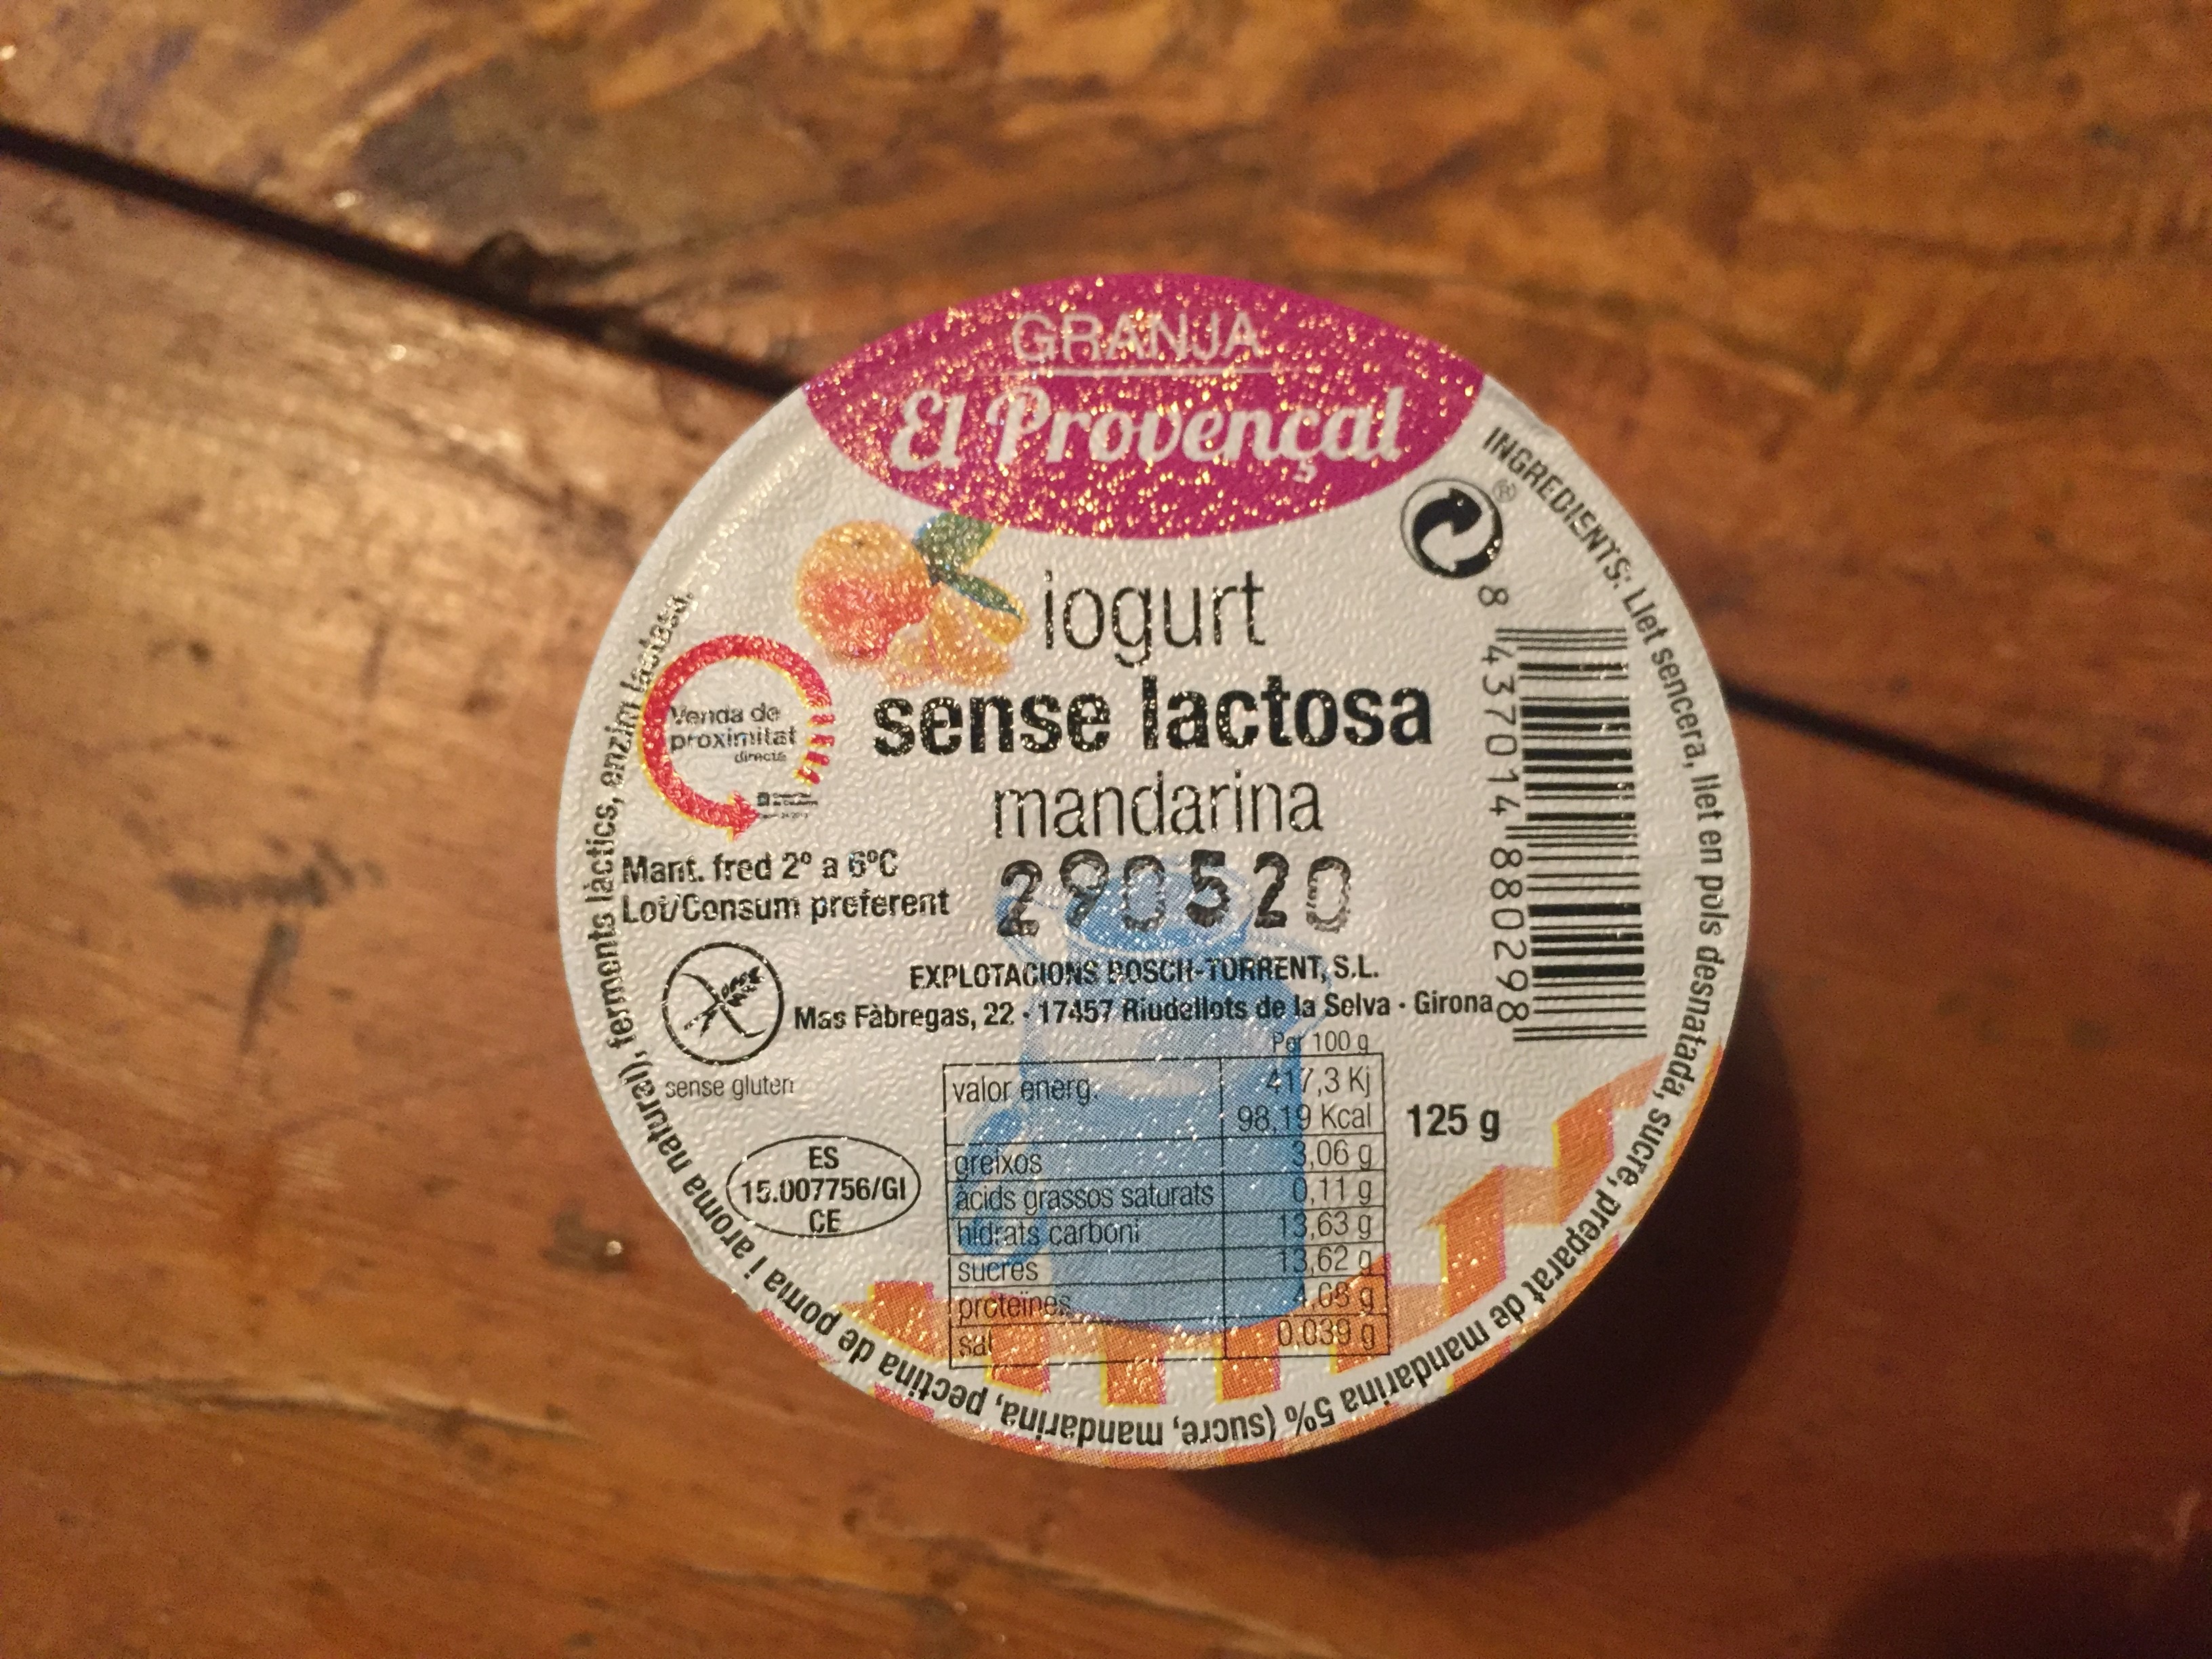 GRANJA
El Provençal
iogurt
sense lactosa
mandarina
290520
Venda de
proximitat
directa
Mant. fred 2º a 6ºC
Lot/Consum preferent
EXPLOTACIONS BOSCH-TORRENT, S.L.
Mas Fàbregas, 22 - 17457 Riudellots de la Selva - Girona
sense gluten
ES
15.007756/GI
CE
Per 100 g
valor energ. 417,3 Kj
98,19 Kcal
greixos 3,06 g
àcids grassos saturats 0,11 g
hidrats carboni 13,63 g
sucres 13,62 g
proteïnes 4,08 g
sal 0,039 g
125 g
®
8 437014 880298
INGREDIENTS: Llet sencera, llet en pols desnatada, sucre, preparat de mandarina 5% (sucre, mandarina, pectina de poma i aroma natural), ferments làctics, enzim lactasa.